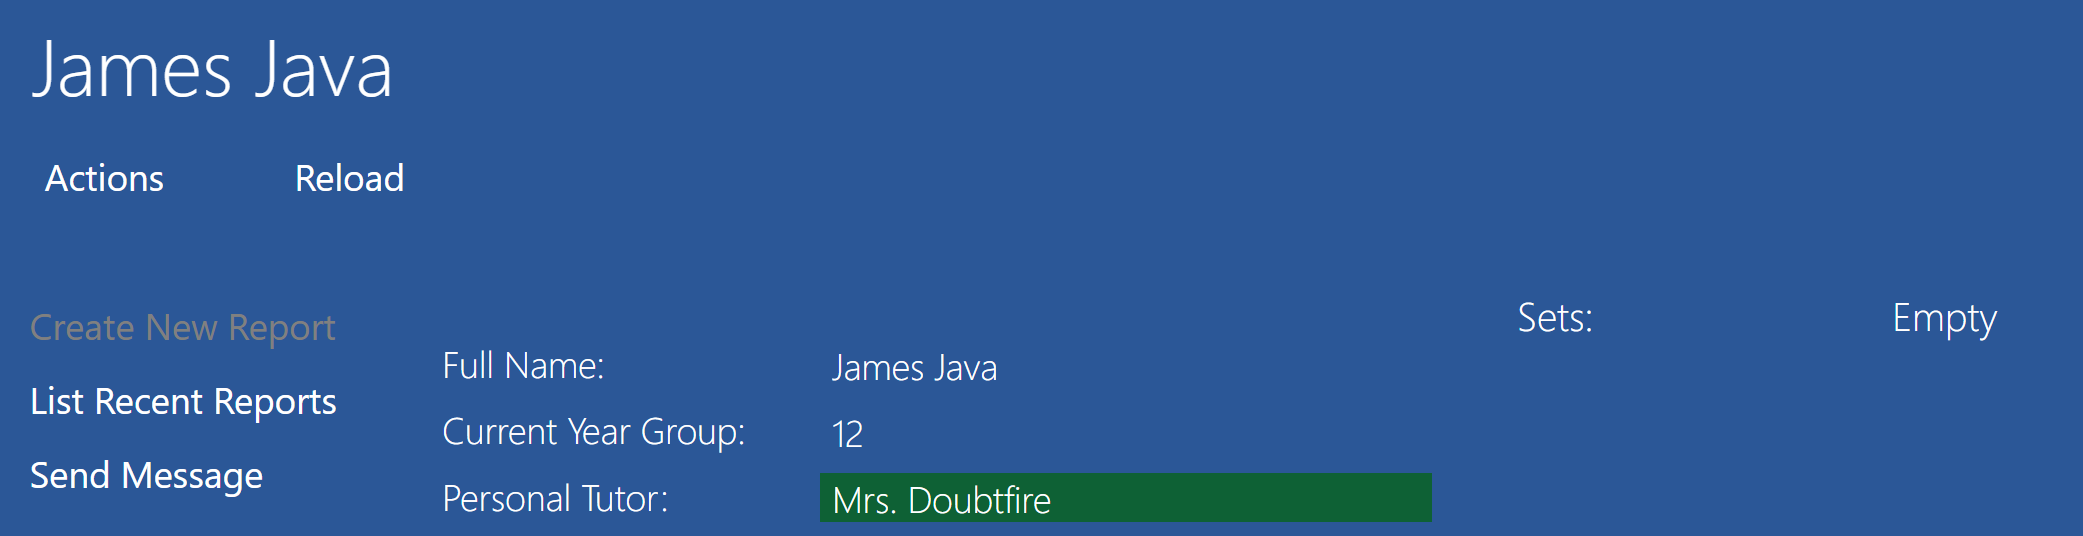 James Java
Actions Reload
Create New Report
List Recent Reports
Send Message
Full Name: James Java
Current Year Group: 12
Personal Tutor: Mrs. Doubtfire
Sets: Empty